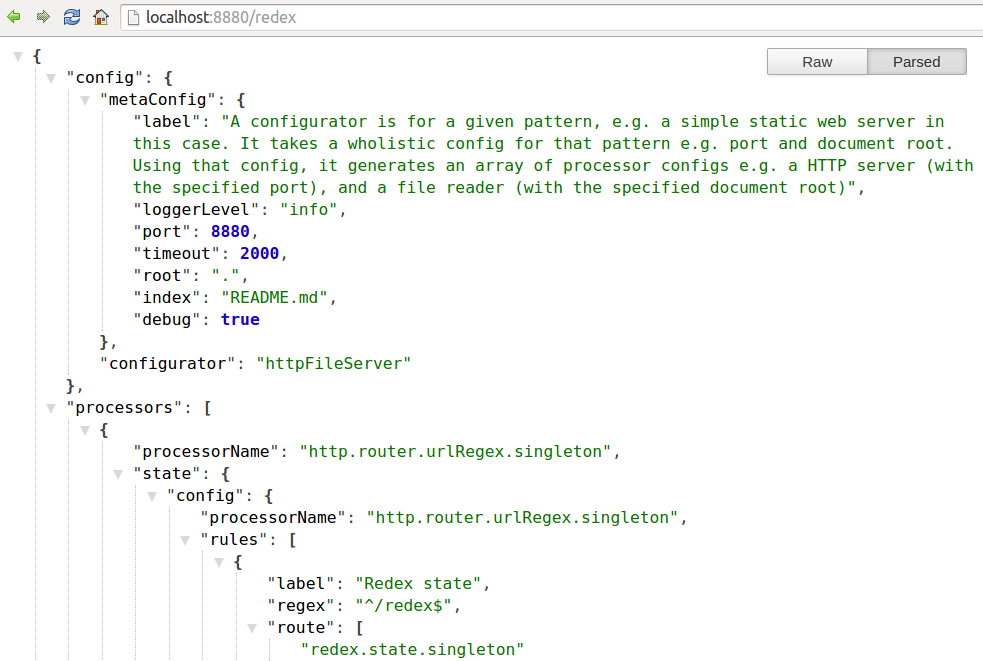 localhost:8880/redex
Raw Parsed
{
"config": {
"metaConfig": {
"label": "A configurator is for a given pattern, e.g. a simple static web server in
this case. It takes a wholistic config for that pattern e.g. port and document root.
Using that config, it generates an array of processor configs e.g. a HTTP server (with
the specified port), and a file reader (with the specified document root)",
"loggerLevel": "info",
"port": 8880,
"timeout": 2000,
"root": ".",
"index": "README.md",
"debug": true
},
"configurator": "httpFileServer"
},
"processors": [
{
"processorName": "http.router.urlRegex.singleton",
"state": {
"config": {
"processorName": "http.router.urlRegex.singleton",
"rules": [
{
"label": "Redex state",
"regex": "^/redex$",
"route": [
"redex.state.singleton"